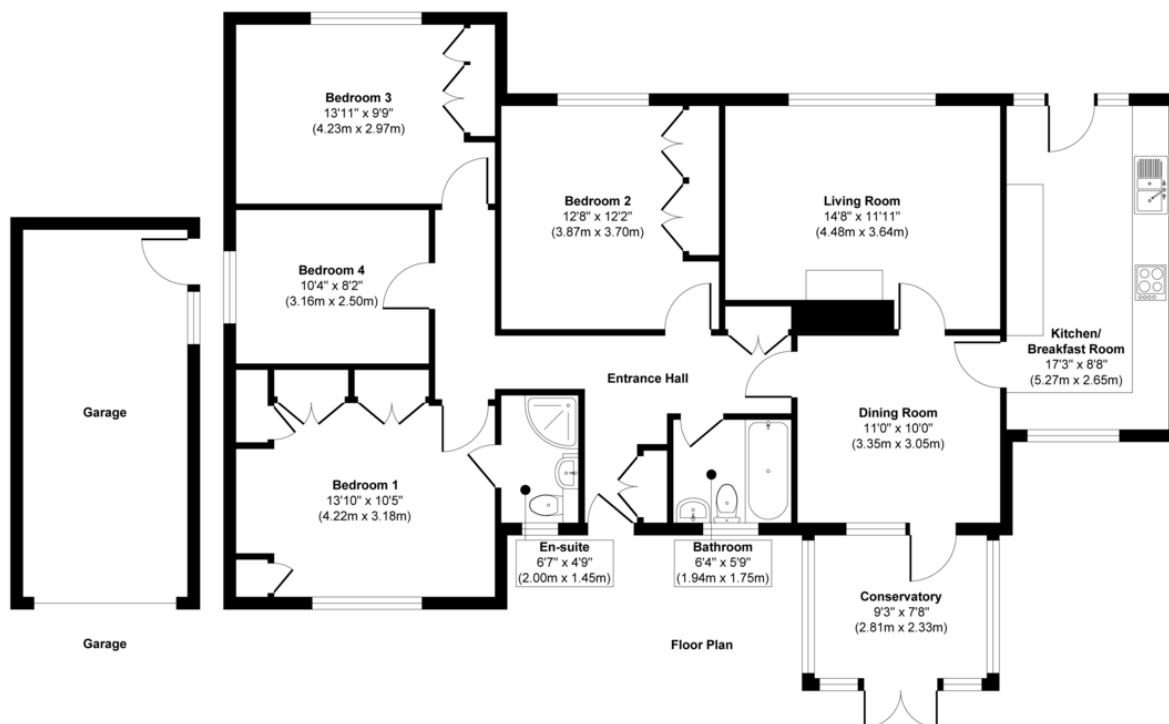 Bedroom 3
13'11" x 9'9"
(4.23m x 2.97m)
Bedroom 2
12'8" x 12'2"
(3.87m x 3.70m)
Living Room
14'8" x 11'11"
(4.48m x 3.64m)
Bedroom 4
10'4" x 8'2"
(3.16m x 2.50m)
Kitchen/
Breakfast Room
17'3" x 8'8"
(5.27m x 2.65m)
Entrance Hall
Garage
Dining Room
11'0" x 10'0"
(3.35m x 3.05m)
Bedroom 1
13'10" x 10'5"
(4.22m x 3.18m)
En-suite
6'7" x 4'9"
(2.00m x 1.45m)
Bathroom
6'4" x 5'9"
(1.94m x 1.75m)
Conservatory
9'3" x 7'8"
(2.81m x 2.33m)
Garage
Floor Plan